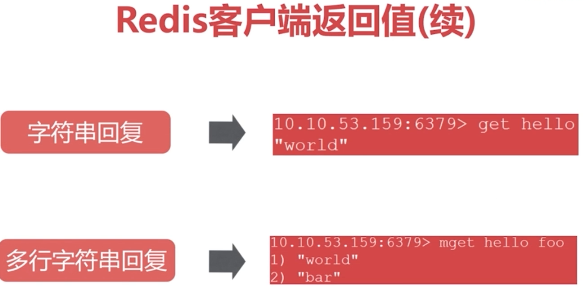 Redis客户端返回值(续)
字符串回复
10.10.53.159:6379> get hello
"world"
多行字符串回复
10.10.53.159:6379> mget hello foo
1) "world"
2) "bar"